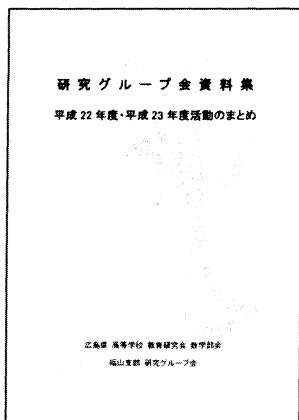 研究グループ会資料集
平成22年度・平成23年度活動のまとめ
広島県 高等学校 教育研究会 数学部会
福山支部 研究グループ会